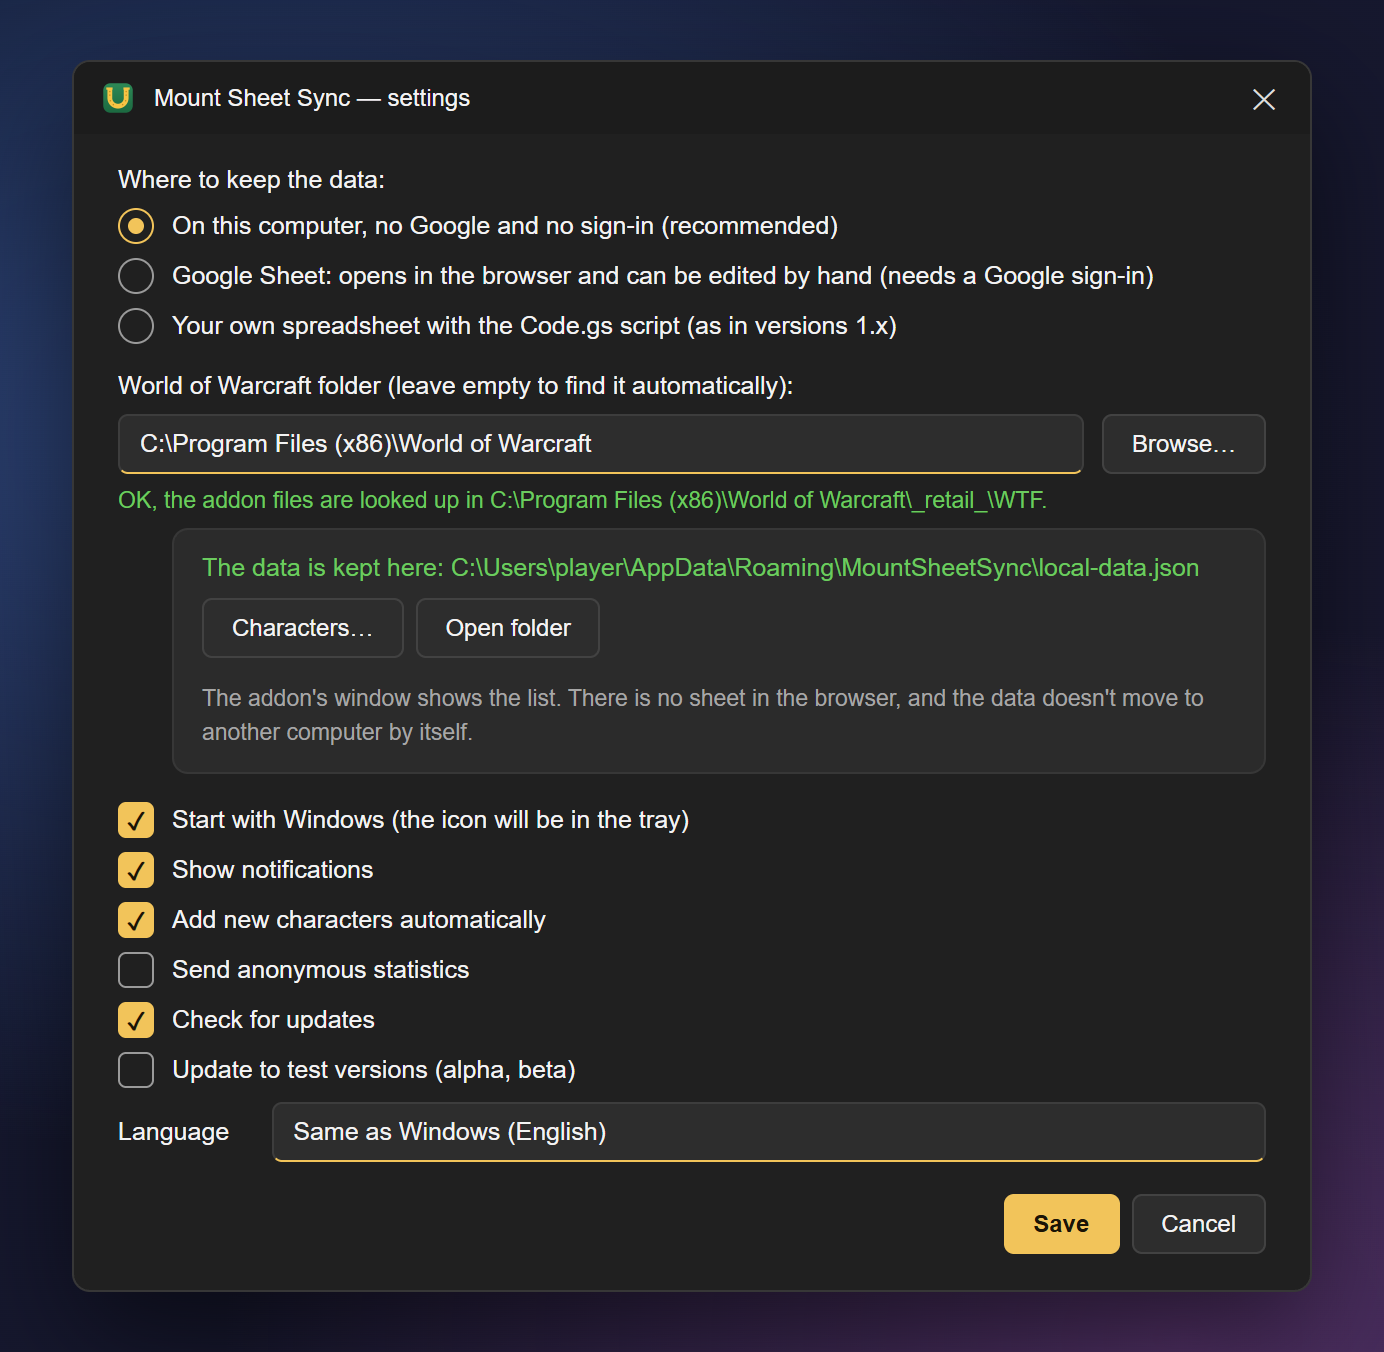 Mount Sheet Sync — settings
Where to keep the data:
On this computer, no Google and no sign-in (recommended)
Google Sheet: opens in the browser and can be edited by hand (needs a Google sign-in)
Your own spreadsheet with the Code.gs script (as in versions 1.x)
World of Warcraft folder (leave empty to find it automatically):
C:\Program Files (x86)\World of Warcraft
Browse…
OK, the addon files are looked up in C:\Program Files (x86)\World of Warcraft\_retail_\WTF.
The data is kept here: C:\Users\player\AppData\Roaming\MountSheetSync\local-data.json
Characters…
Open folder
The addon's window shows the list. There is no sheet in the browser, and the data doesn't move to
another computer by itself.
Start with Windows (the icon will be in the tray)
Show notifications
Add new characters automatically
Send anonymous statistics
Check for updates
Update to test versions (alpha, beta)
Language
Same as Windows (English)
Save
Cancel